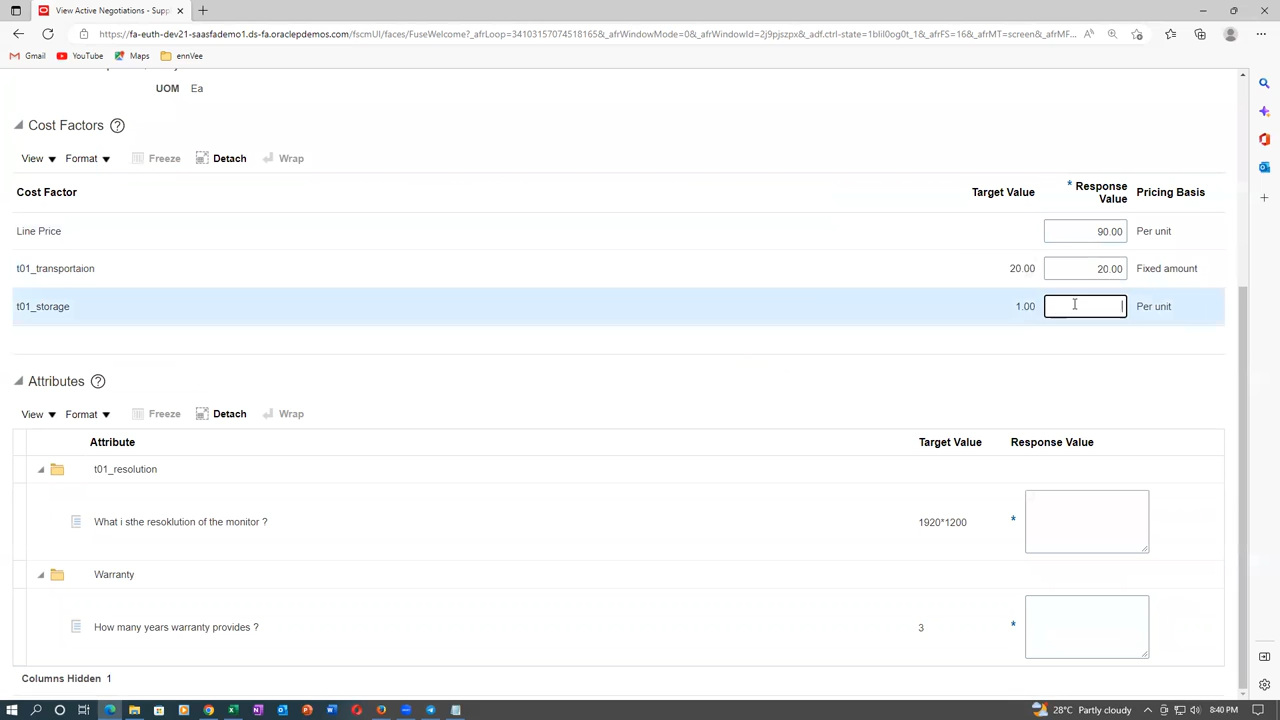 View Active Negotiations - Supp
https://fa-euth-dev21-saasfademo1.ds-fa.oraclepdemos.com/fscmUI/faces/FuseWelcome?_afrLoop=3410315707451816​5&_afrWindowMode=0&_afrWindowId=2j9pjszpx&_adf.ctrl-state=1blil0og0t_1&_afrFS=16&_afrMT=screen&_afrMF...
Gmail YouTube Maps ennVee
UOM Ea
Cost Factors ?
View Format Freeze Detach Wrap
Cost Factor Target Value * Response Value Pricing Basis
Line Price 90.00 Per unit
t01_transportaion 20.00 20.00 Fixed amount
t01_storage 1.00 Per unit
Attributes ?
View Format Freeze Detach Wrap
Attribute Target Value Response Value
t01_resolution
What i sthe resoklution of the monitor ? 1920*1200 *
Warranty
How many years warranty provides ? 3 *
Columns Hidden 1
28°C Partly cloudy 8:40 PM